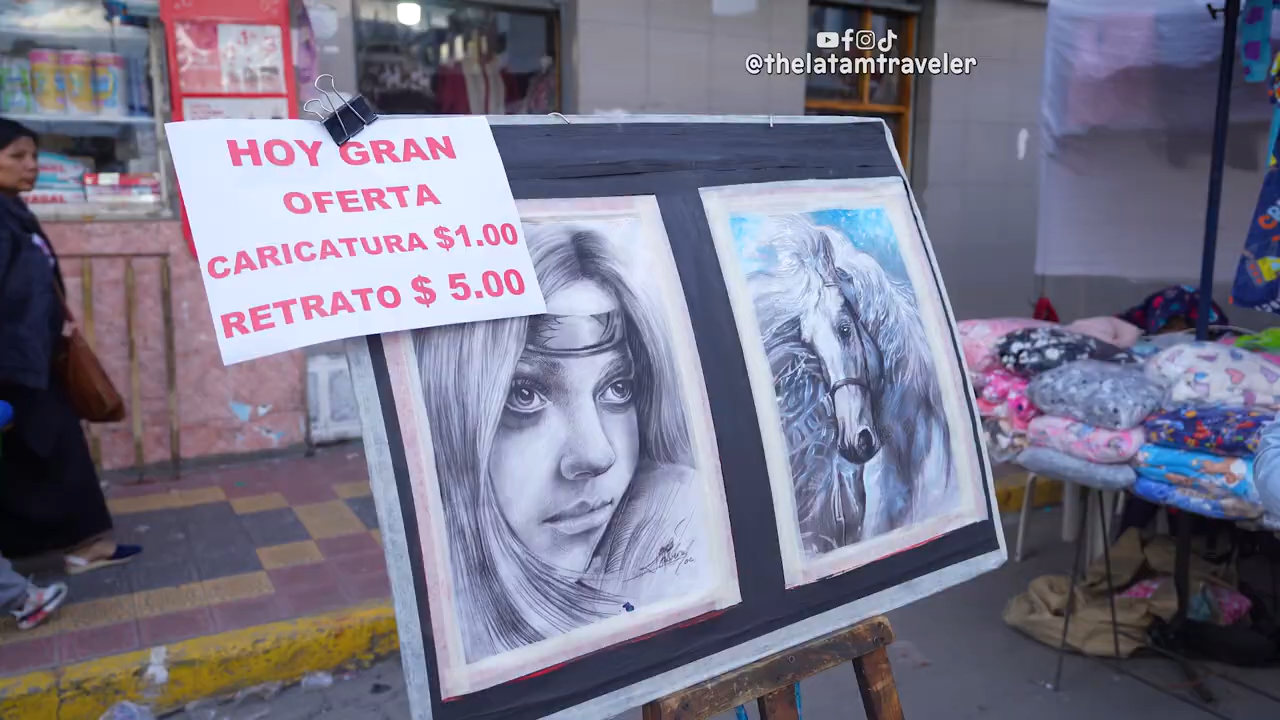 @thelatamtraveler
HOY GRAN
OFERTA
CARICATURA $1.00
RETRATO $ 5.00